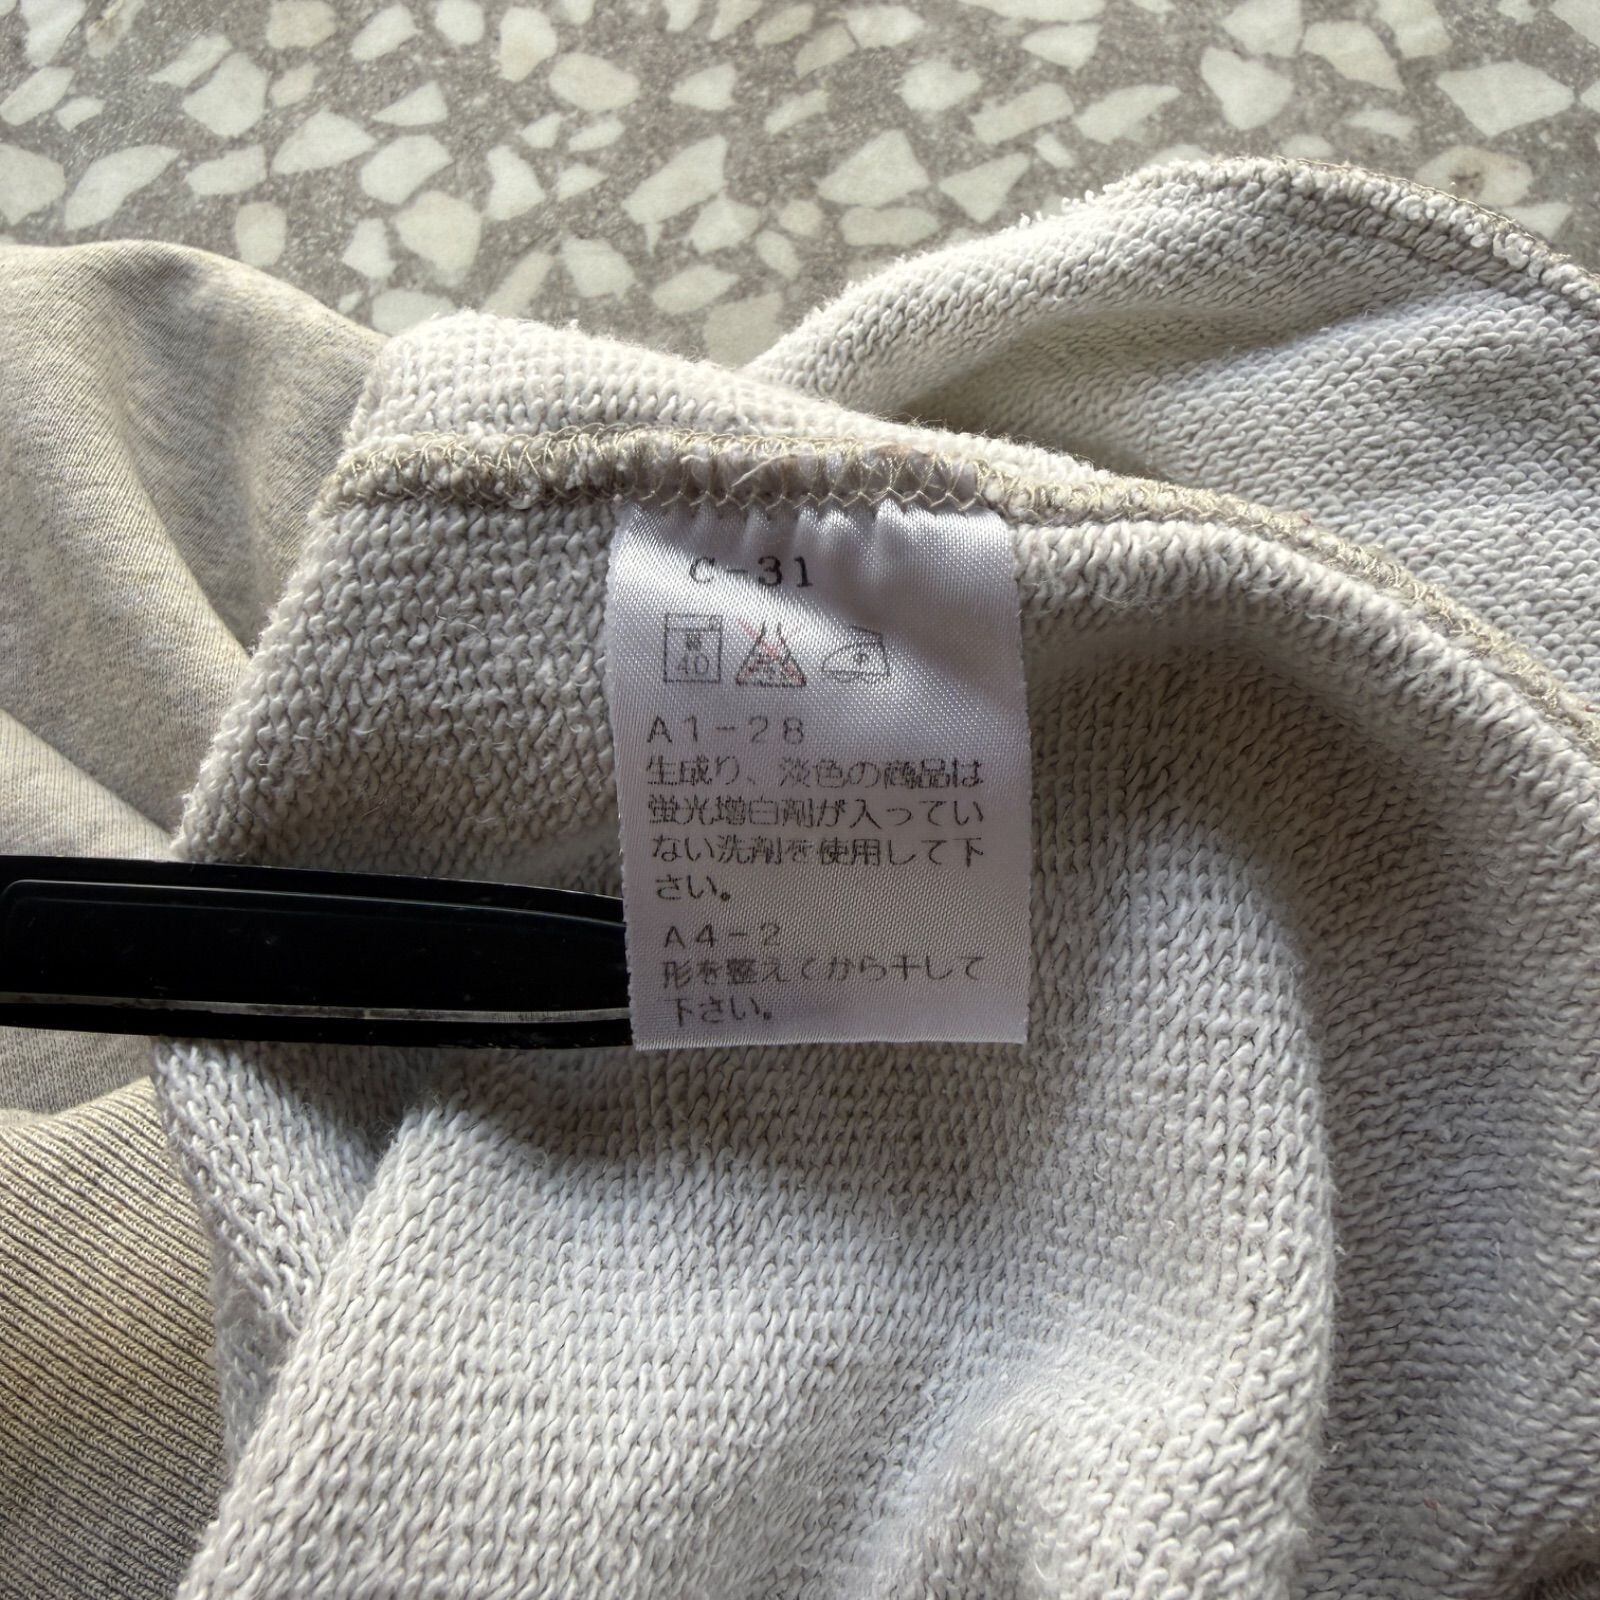 C-31
弱
40
A1-28
生成り、淡色の商品は
蛍光増白剤が入ってい
ない洗剤を使用して下
さい。
A4-2
形を整えてから干して
下さい。